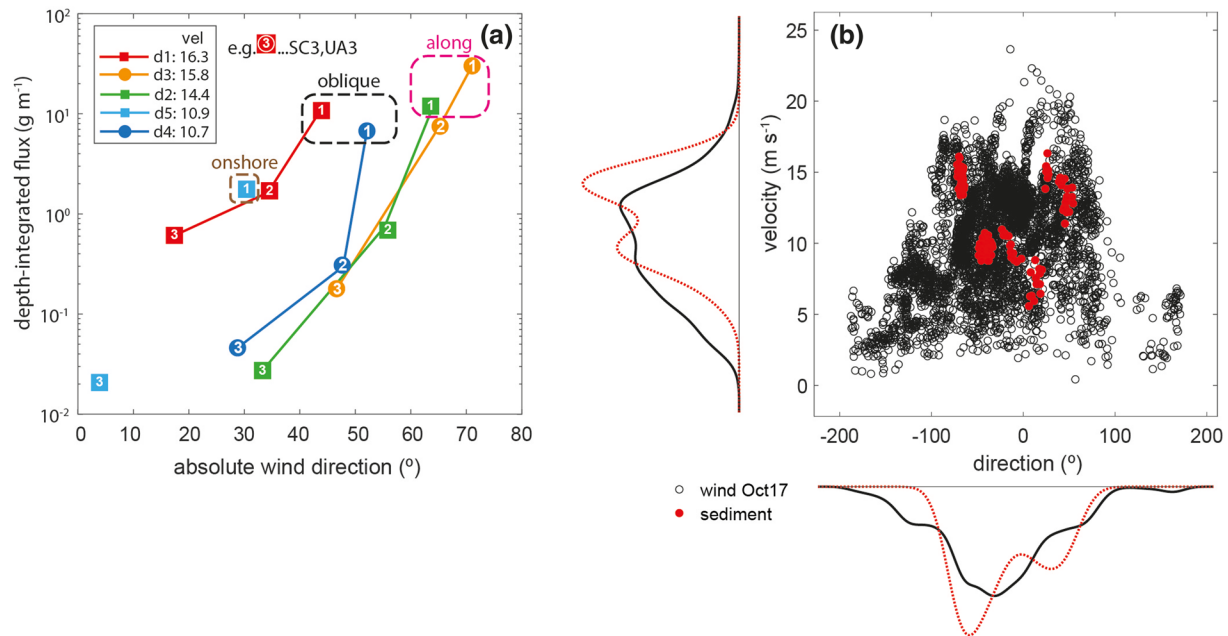 (a)
vel
d1: 16.3
d3: 15.8
d2: 14.4
d5: 10.9
d4: 10.7
e.g. 3 ...SC3,UA3
along
oblique
onshore
1
1
1
1
2
1
2
3
2
2
3
3
3
3
10²
10¹
10⁰
10⁻¹
10⁻²
depth-integrated flux (g m⁻¹)
0 10 20 30 40 50 60 70 80
absolute wind direction (º)
(b)
25
20
15
10
5
0
velocity (m s⁻¹)
-200 -100 0 100 200
direction (º)
wind Oct17
sediment